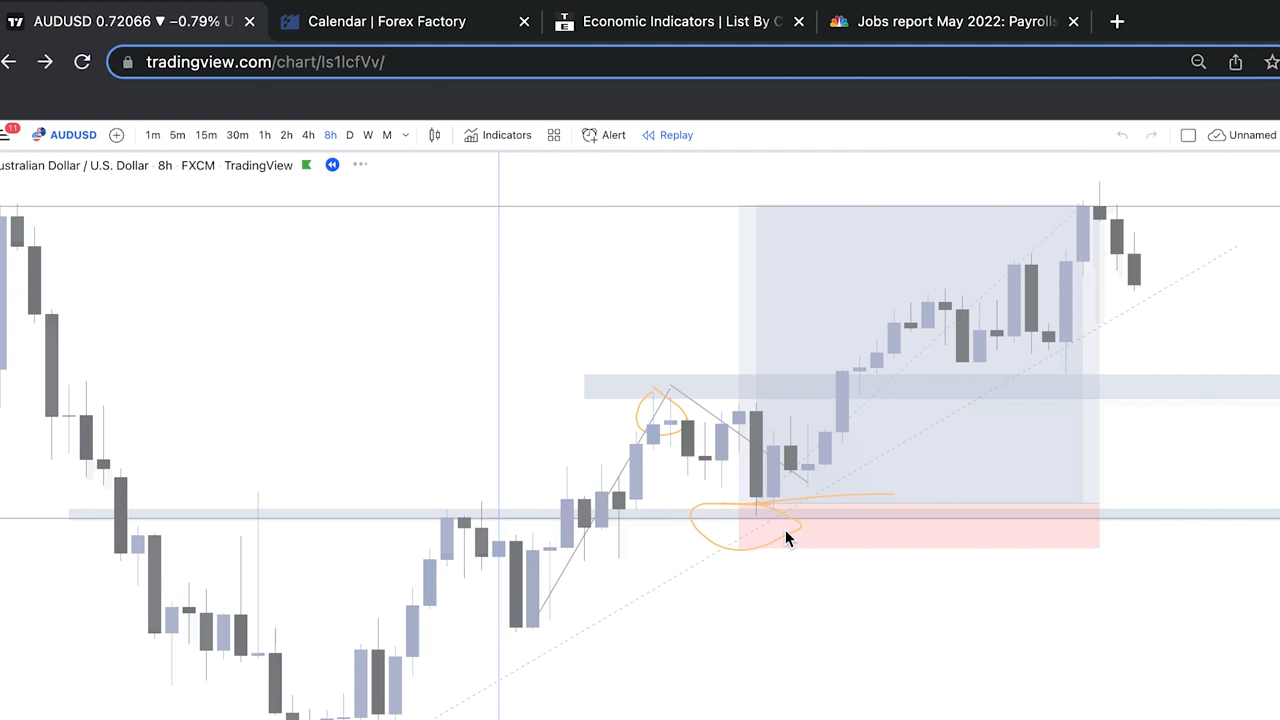 AUDUSD 0.72066 ▼ −0.79% U
Calendar | Forex Factory
Economic Indicators | List By C
Jobs report May 2022: Payrolls
tradingview.com/chart/Is1lcfVv/
11 AUDUSD 1m 5m 15m 30m 1h 2h 4h 8h D W M Indicators Alert Replay Unnamed
ustralian Dollar / U.S. Dollar · 8h · FXCM · TradingView